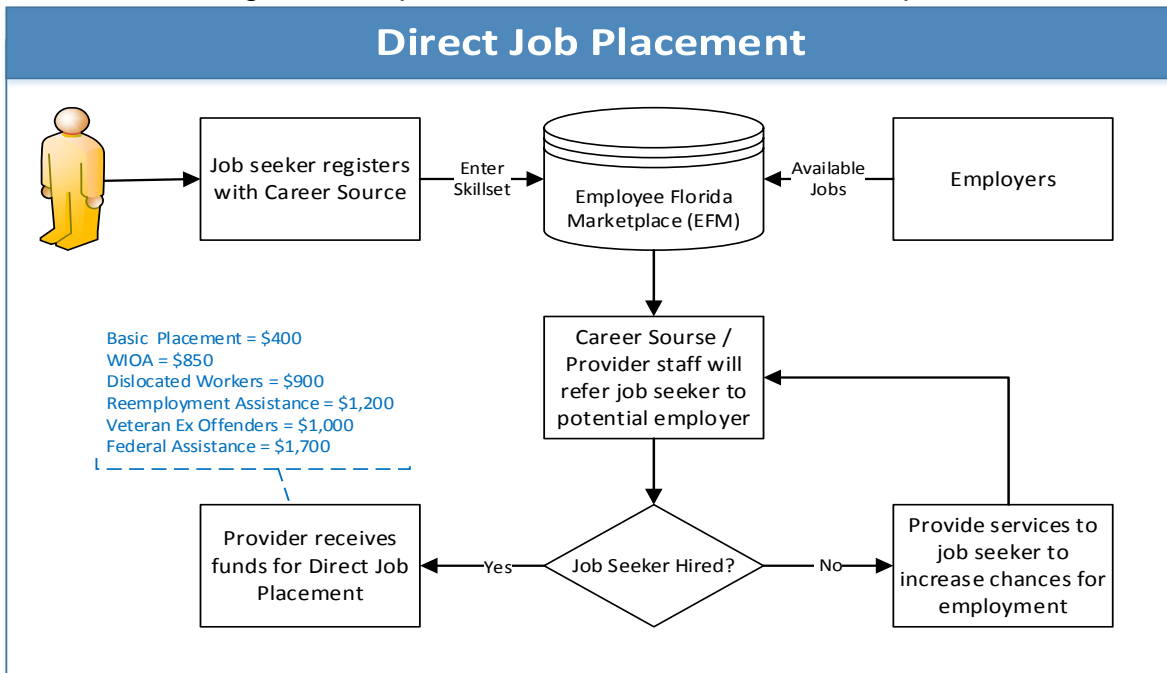 Direct Job Placement
Job seeker registers
with Career Source
Enter
Skillset
Employee Florida
Marketplace (EFM)
Available
Jobs
Employers
Basic Placement = $400
WIOA = $850
Dislocated Workers = $900
Reemployment Assistance = $1,200
Veteran Ex Offenders = $1,000
Federal Assistance = $1,700
Career Sourse /
Provider staff will
refer job seeker to
potential employer
Provider receives
funds for Direct Job
Placement
Yes
Job Seeker Hired?
No
Provide services to
job seeker to
increase chances for
employment